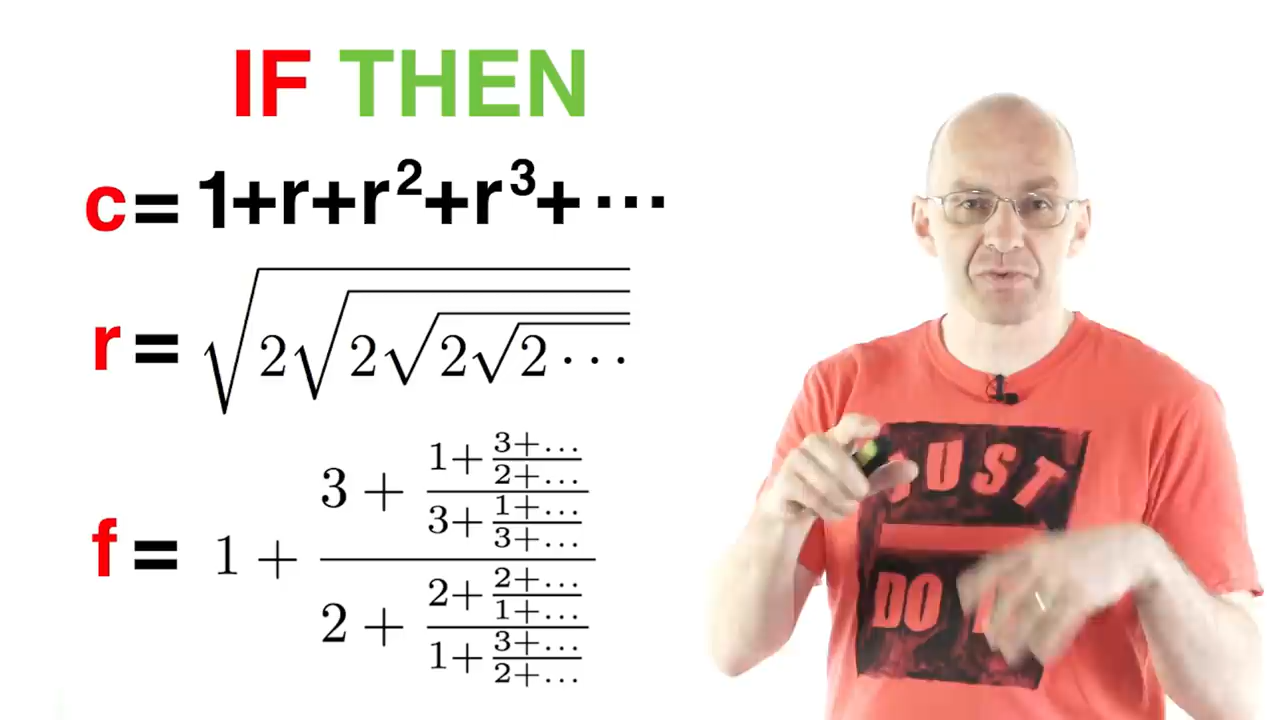 IF THEN
c = 1+r+r²+r³+ ⋯
r = √(2√(2√(2√(2 ⋯
f = 1 + (3 + (1+(3+…)/(2+…))/(3+(1+…)/(3+…)))/(2 + (2+(2+…)/(1+…))/(1+(3+…)/(2+…)))
JUST
DO